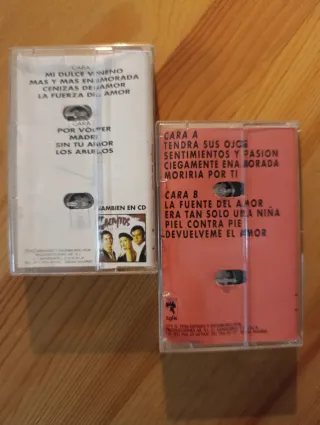 CARA
MI DULCE VENENO
MAS Y MAS ENAMORADA
CENIZAS DE AMOR
LA FUERZA DEL AMOR
CARA
POR VOLVER
MADRE
SIN TU AMOR
LOS ABUELOS
TAMBIEN EN CD
CARA A
TENDRA SUS OJOS
SENTIMIENTOS Y PASION
CIEGAMENTE ENAMORADA
MORIRIA POR TI
CARA B
LA FUENTE DEL AMOR
ERA TAN SOLO UNA NIÑA
PIEL CONTRA PIEL
DEVUELVEME EL AMOR